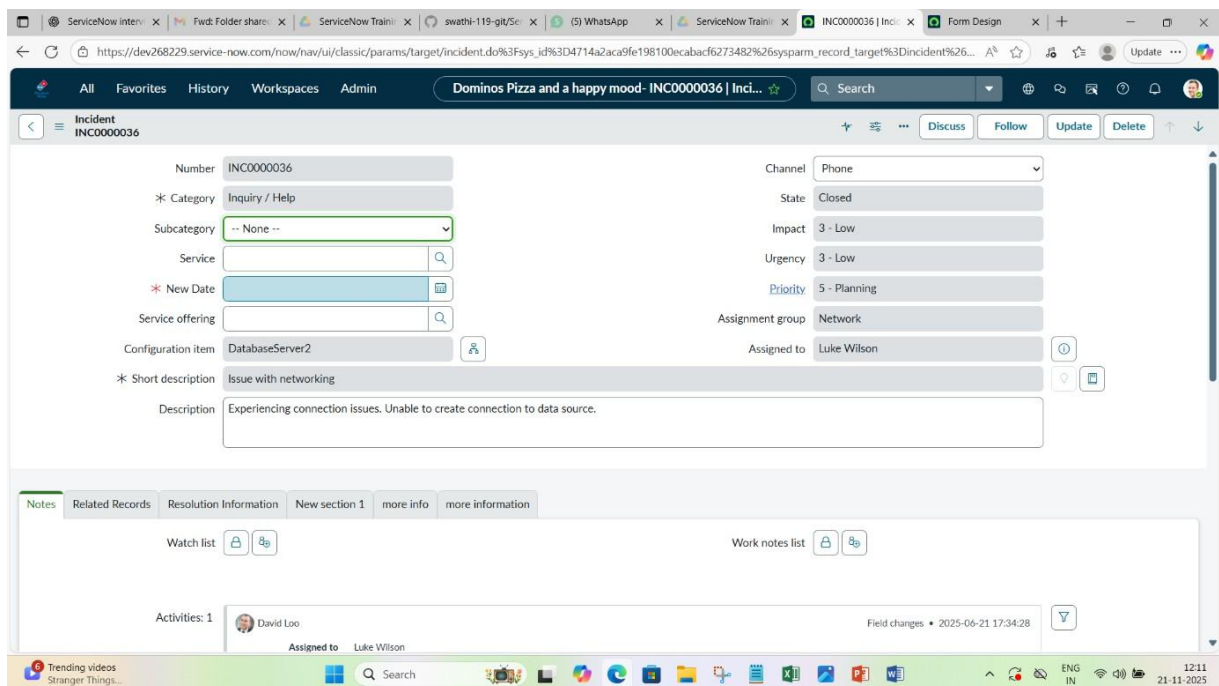 ServiceNow intervi
Fwd: Folder shared
ServiceNow Trainin
swathi-119-git/Ser
(5) WhatsApp
ServiceNow Trainin
INC0000036 | Incid
Form Design
https://dev268229.service-now.com/now/nav/ui/classic/params/target/incident.do%3Fsys_id%3D4714a2aca9fe198100ecabacf6273482%26sysparm_record_target%3Dincident%26...
Update
All Favorites History Workspaces Admin
Dominos Pizza and a happy mood- INC0000036 | Inci...
Search
Incident
INC0000036
Discuss Follow Update Delete
Number INC0000036
Channel Phone
* Category Inquiry / Help
State Closed
Subcategory -- None --
Impact 3 - Low
Service
Urgency 3 - Low
* New Date
Priority 5 - Planning
Service offering
Assignment group Network
Configuration item DatabaseServer2
Assigned to Luke Wilson
* Short description Issue with networking
Description Experiencing connection issues. Unable to create connection to data source.
Notes Related Records Resolution Information New section 1 more info more information
Watch list
Work notes list
Activities: 1
David Loo
Field changes • 2025-06-21 17:34:28
Assigned to Luke Wilson
6
Trending videos
Stranger Things...
Search
ENG
IN
12:11
21-11-2025